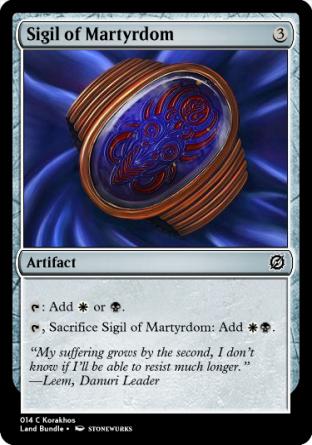 Sigil of Martyrdom 3
Artifact
: Add or .
, Sacrifice Sigil of Martyrdom: Add .
"My suffering grows by the second, I don't
know if I'll be able to resist much longer."
—Leem, Danuri Leader
014 C Korakhos
Land Bundle • STONEWORKS